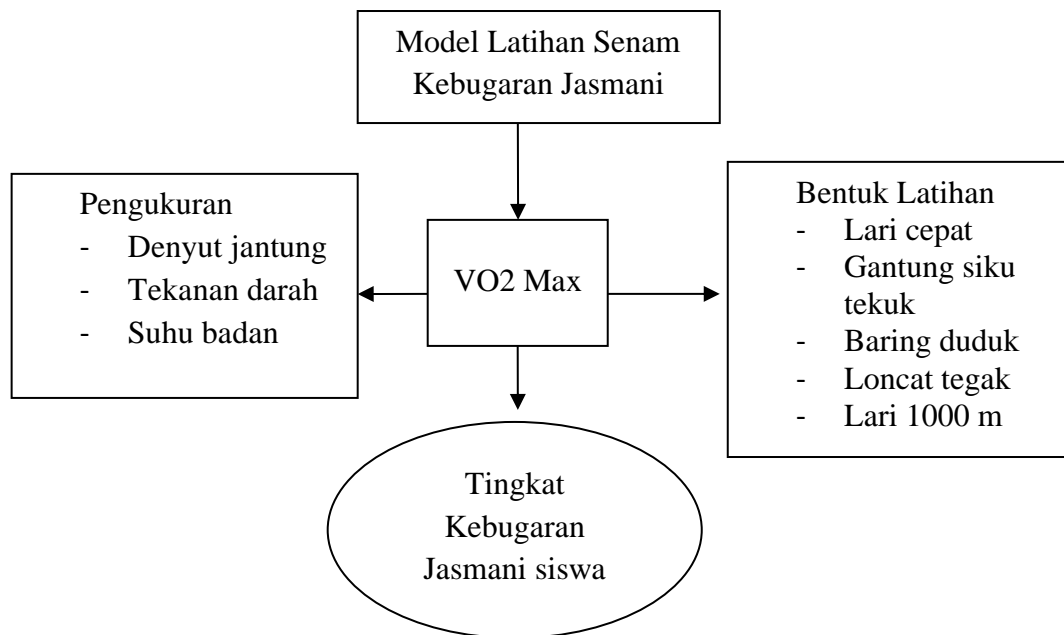 Model Latihan Senam
Kebugaran Jasmani
Pengukuran
- Denyut jantung
- Tekanan darah
- Suhu badan
VO2 Max
Bentuk Latihan
- Lari cepat
- Gantung siku
tekuk
- Baring duduk
- Loncat tegak
- Lari 1000 m
Tingkat
Kebugaran
Jasmani siswa